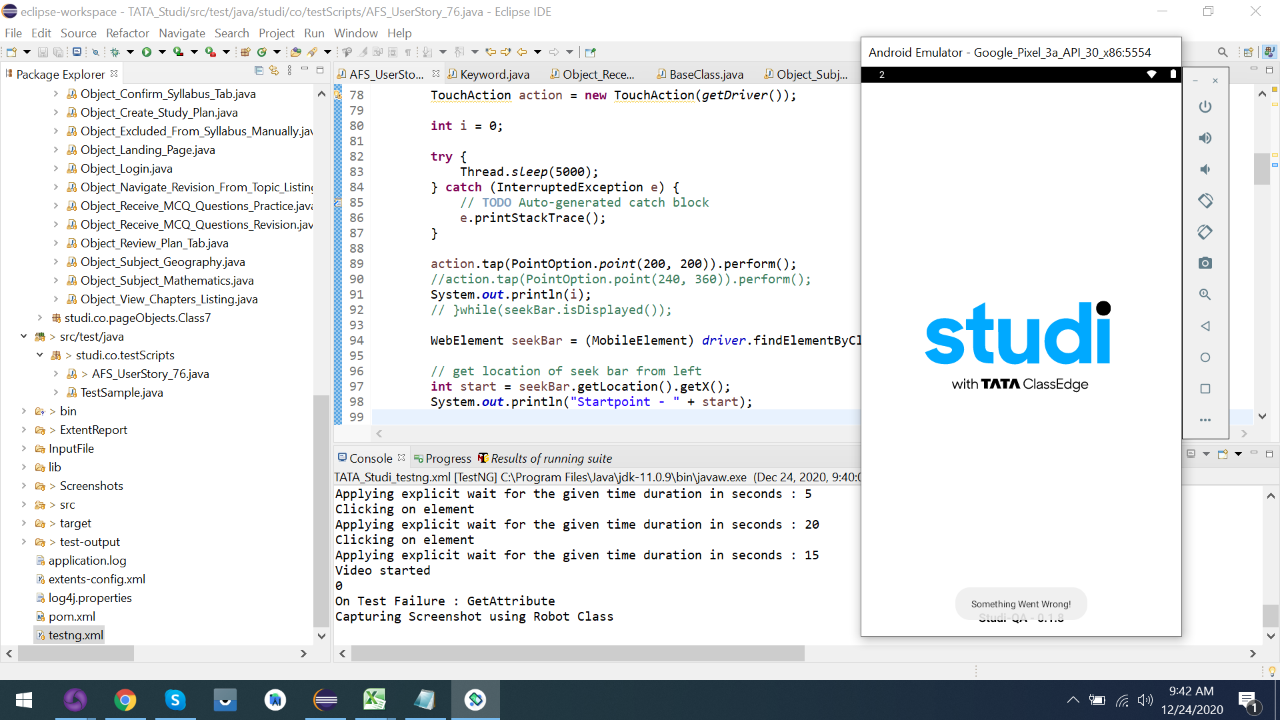 eclipse-workspace - TATA_Studi/src/test/java/studi/co/testScripts/AFS_UserStory_76.java - Eclipse IDE
File Edit Source Refactor Navigate Search Project Run Window Help
Package Explorer
Object_Confirm_Syllabus_Tab.java
Object_Create_Study_Plan.java
Object_Excluded_From_Syllabus_Manually.jav
Object_Landing_Page.java
Object_Login.java
Object_Navigate_Revision_From_Topic_Listing
Object_Receive_MCQ_Questions_Practice.java
Object_Receive_MCQ_Questions_Revision.jav
Object_Review_Plan_Tab.java
Object_Subject_Geography.java
Object_Subject_Mathematics.java
Object_View_Chapters_Listing.java
studi.co.pageObjects.Class7
> src/test/java
> studi.co.testScripts
> AFS_UserStory_76.java
TestSample.java
> bin
> ExtentReport
InputFile
> lib
> Screenshots
> src
> target
> test-output
application.log
extents-config.xml
log4j.properties
pom.xml
testng.xml
AFS_UserSto... Keyword.java Object_Rece... BaseClass.java Object_Subj...
78 TouchAction action = new TouchAction(getDriver());
79
80 int i = 0;
81
82 try {
83 Thread.sleep(5000);
84 } catch (InterruptedException e) {
85 // TODO Auto-generated catch block
86 e.printStackTrace();
87 }
88
89 action.tap(PointOption.point(200, 200)).perform();
90 //action.tap(PointOption.point(240, 360)).perform();
91 System.out.println(i);
92 // }while(seekBar.isDisplayed());
93
94 WebElement seekBar = (MobileElement) driver.findElementByCl
95
96 // get location of seek bar from left
97 int start = seekBar.getLocation().getX();
98 System.out.println("Startpoint - " + start);
99
Console Progress Results of running suite
TATA_Studi_testng.xml [TestNG] C:\Program Files\Java\jdk-11.0.9\bin\javaw.exe (Dec 24, 2020, 9:40:0
Applying explicit wait for the given time duration in seconds : 5
Clicking on element
Applying explicit wait for the given time duration in seconds : 20
Clicking on element
Applying explicit wait for the given time duration in seconds : 15
Video started
0
On Test Failure : GetAttribute
Capturing Screenshot using Robot Class
Android Emulator - Google_Pixel_3a_API_30_x86:5554
2
studi
with TATA ClassEdge
Something Went Wrong!
Studi-QA - 0.1.8
9:42 AM
12/24/2020
1